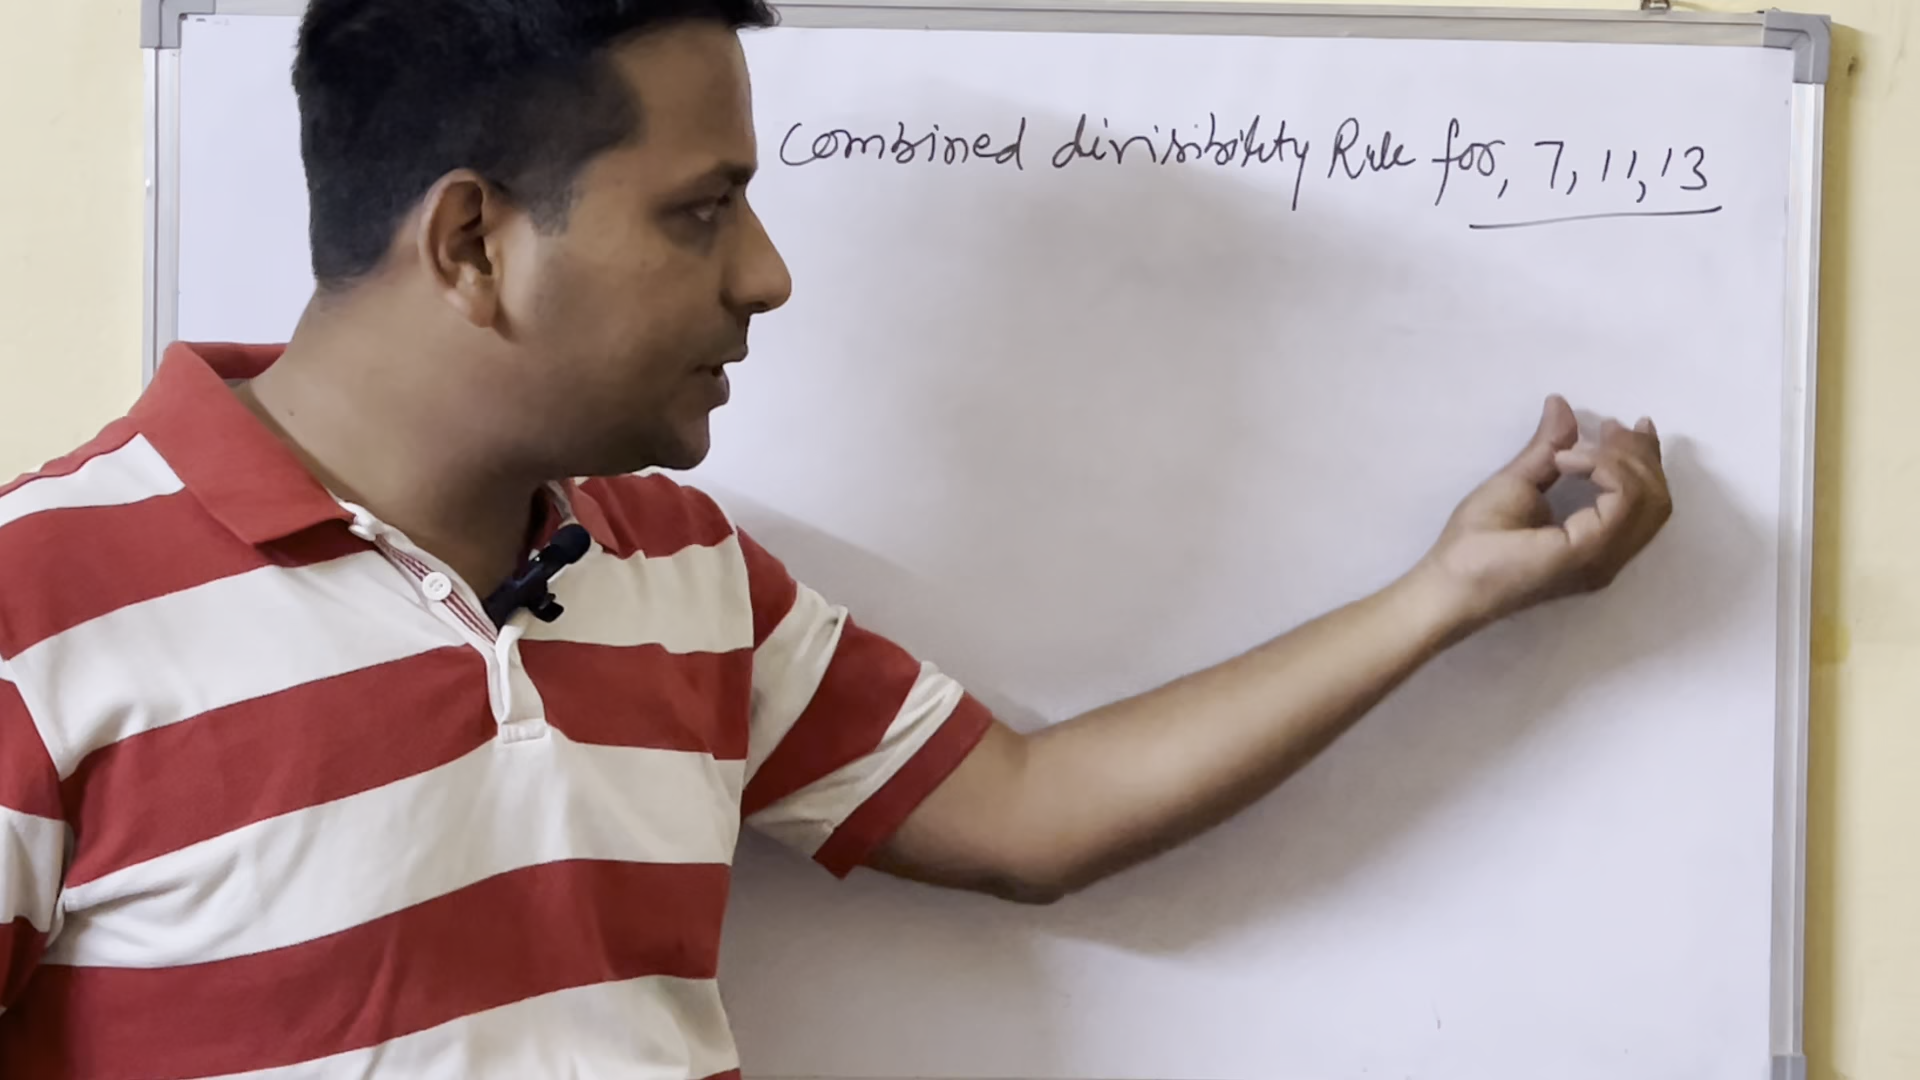 Combined divisibility Rule for, 7, 11, 13